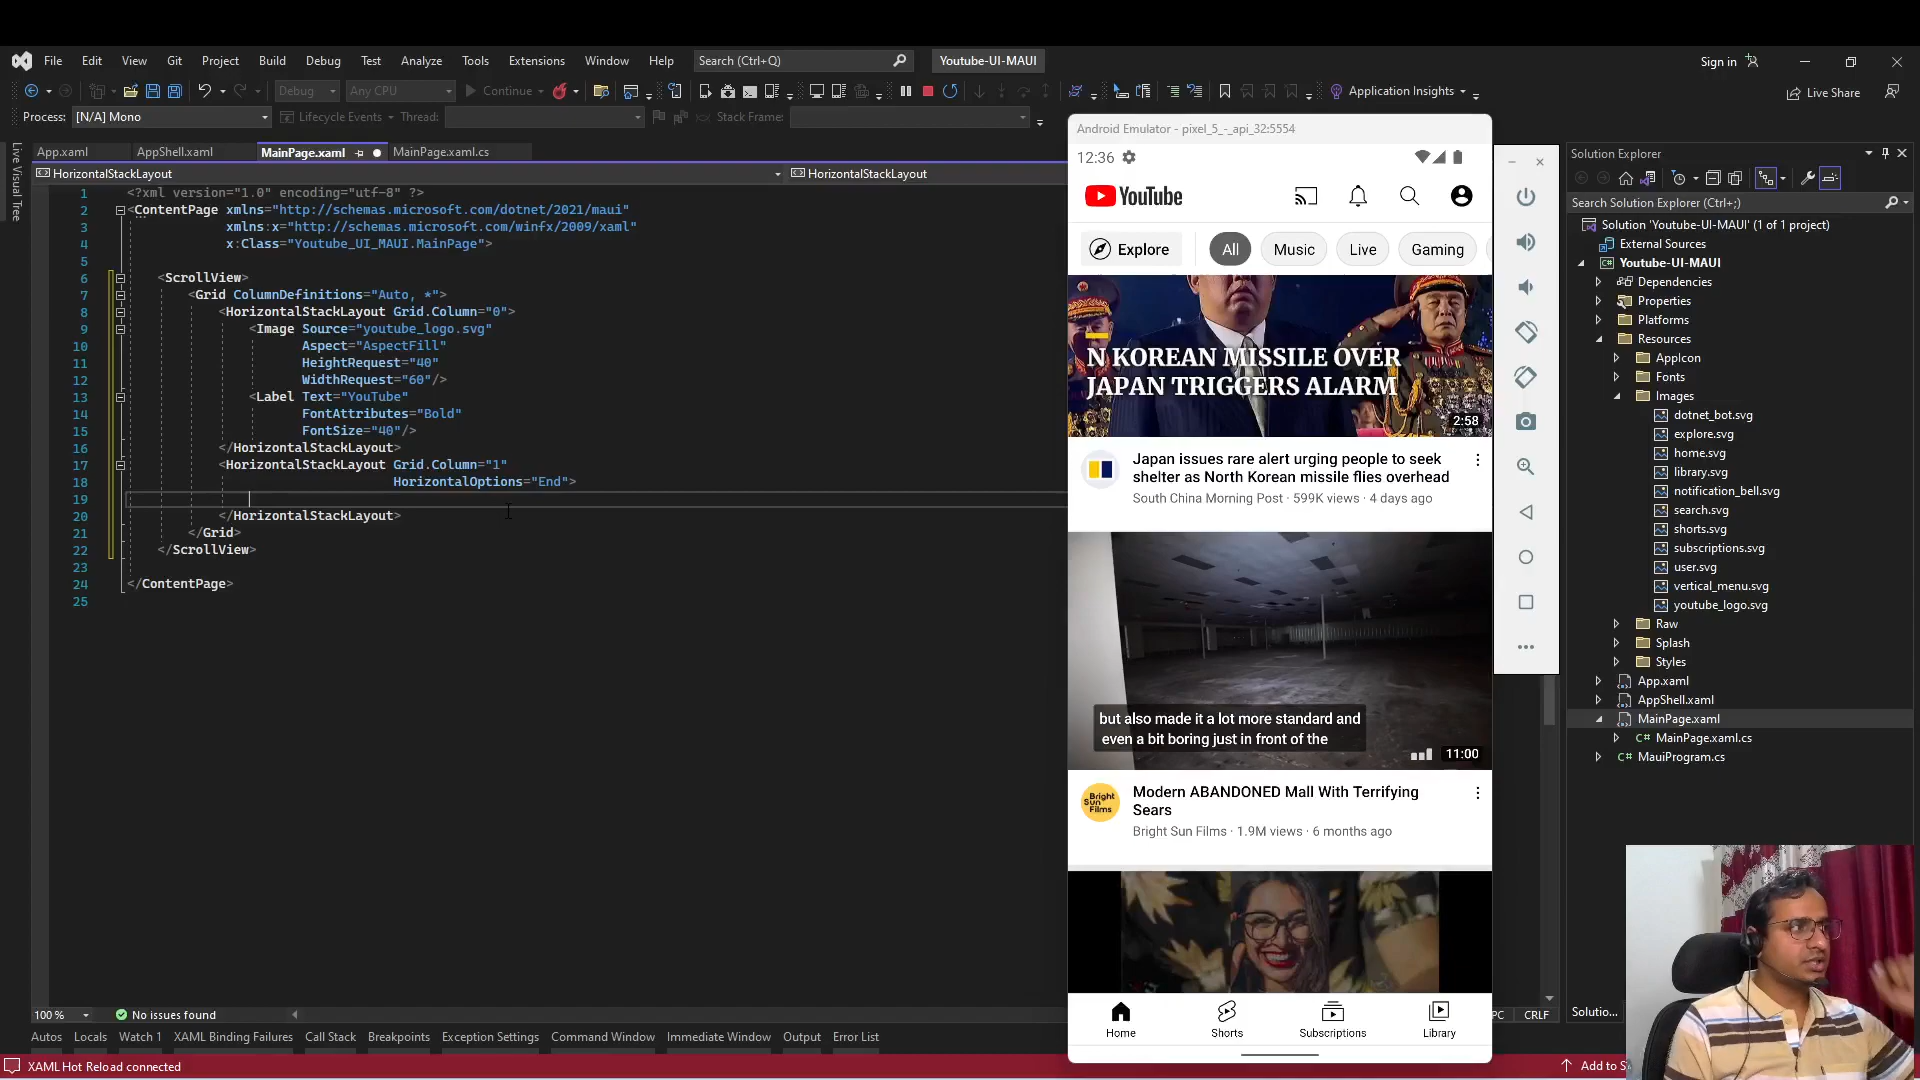 File Edit View Git Project Build Debug Test Analyze Tools Extensions Window Help Search (Ctrl+Q) Youtube-UI-MAUI Sign in
Debug Any CPU Continue Application Insights Live Share
Process: [N/A] Mono Lifecycle Events Thread: Stack Frame:
App.xaml AppShell.xaml MainPage.xaml MainPage.xaml.cs
HorizontalStackLayout HorizontalStackLayout
Live Visual Tree
1 <?xml version="1.0" encoding="utf-8" ?>
2 <ContentPage xmlns="http://schemas.microsoft.com/dotnet/2021/maui"
3 xmlns:x="http://schemas.microsoft.com/winfx/2009/xaml"
4 x:Class="Youtube_UI_MAUI.MainPage">
5
6 <ScrollView>
7 <Grid ColumnDefinitions="Auto, *">
8 <HorizontalStackLayout Grid.Column="0">
9 <Image Source="youtube_logo.svg"
10 Aspect="AspectFill"
11 HeightRequest="40"
12 WidthRequest="60"/>
13 <Label Text="YouTube"
14 FontAttributes="Bold"
15 FontSize="40"/>
16 </HorizontalStackLayout>
17 <HorizontalStackLayout Grid.Column="1"
18 HorizontalOptions="End">
19
20 </HorizontalStackLayout>
21 </Grid>
22 </ScrollView>
23
24 </ContentPage>
25
Android Emulator - pixel_5_-_api_32:5554
12:36
YouTube
Explore All Music Live Gaming
N KOREAN MISSILE OVER
JAPAN TRIGGERS ALARM
2:58
Japan issues rare alert urging people to seek
shelter as North Korean missile flies overhead
South China Morning Post · 599K views · 4 days ago
but also made it a lot more standard and
even a bit boring just in front of the
11:00
Bright
Sun
Films
Modern ABANDONED Mall With Terrifying
Sears
Bright Sun Films · 1.9M views · 6 months ago
Home Shorts Subscriptions Library
Solution Explorer
Search Solution Explorer (Ctrl+;)
Solution 'Youtube-UI-MAUI' (1 of 1 project)
External Sources
Youtube-UI-MAUI
Dependencies
Properties
Platforms
Resources
AppIcon
Fonts
Images
dotnet_bot.svg
explore.svg
home.svg
library.svg
notification_bell.svg
search.svg
shorts.svg
subscriptions.svg
user.svg
vertical_menu.svg
youtube_logo.svg
Raw
Splash
Styles
App.xaml
AppShell.xaml
MainPage.xaml
MainPage.xaml.cs
MauiProgram.cs
100 % No issues found PC CRLF Solutio...
Autos Locals Watch 1 XAML Binding Failures Call Stack Breakpoints Exception Settings Command Window Immediate Window Output Error List
XAML Hot Reload connected Add to S